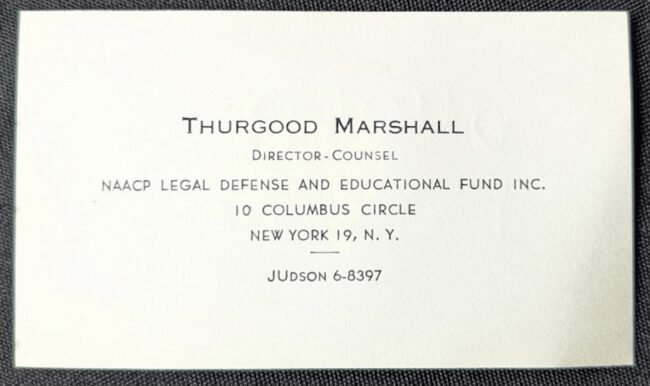 THURGOOD MARSHALL
DIRECTOR-COUNSEL
NAACP LEGAL DEFENSE AND EDUCATIONAL FUND INC.
10 COLUMBUS CIRCLE
NEW YORK 19, N. Y.
JUDSON 6-8397